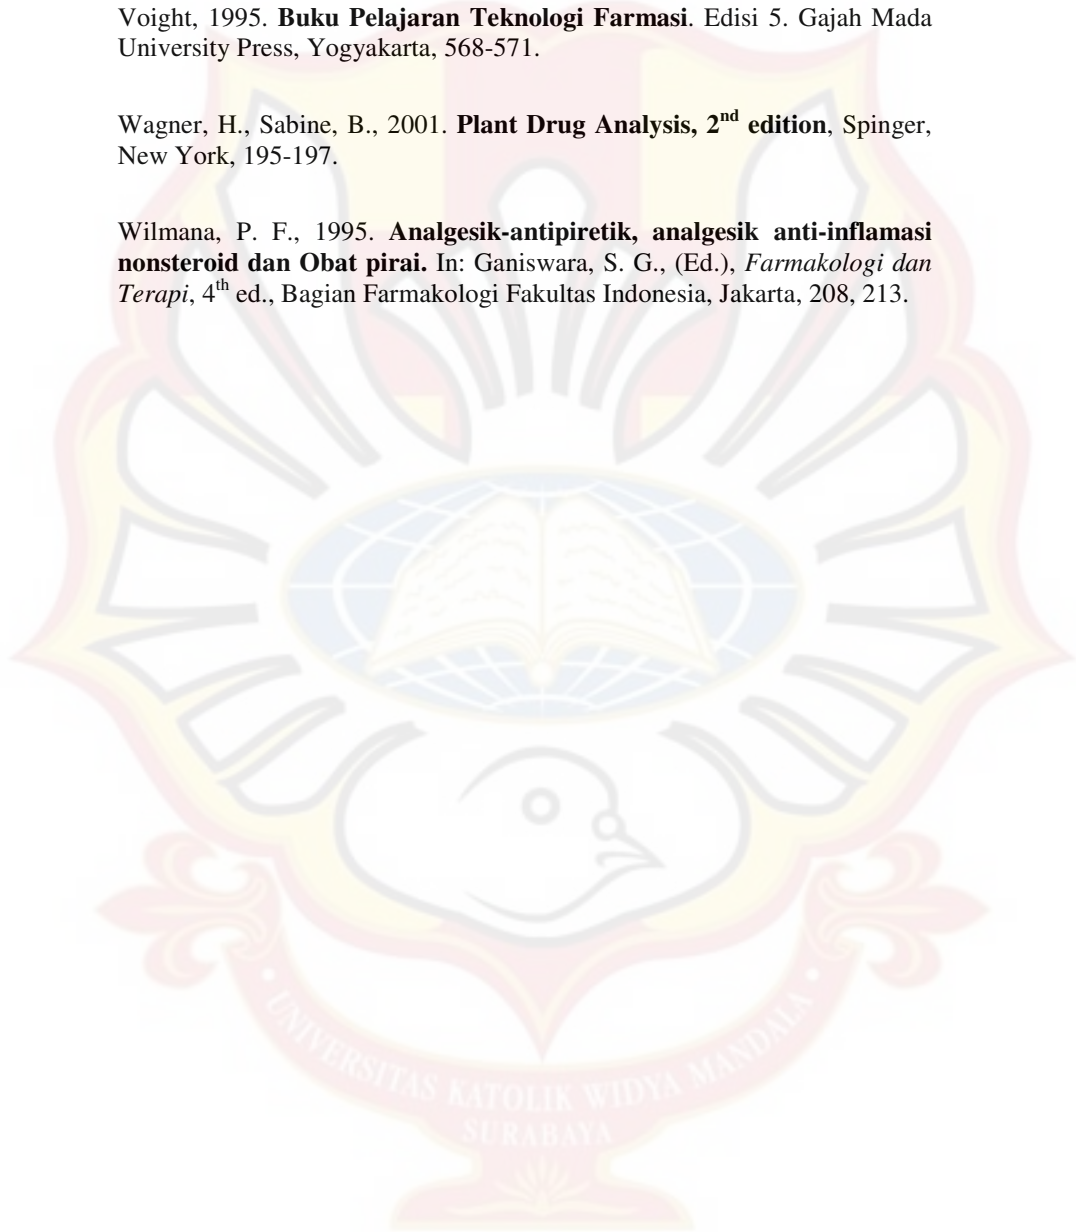 Voight, 1995. Buku Pelajaran Teknologi Farmasi. Edisi 5. Gajah Mada
University Press, Yogyakarta, 568-571.
Wagner, H., Sabine, B., 2001. Plant Drug Analysis, 2nd edition, Spinger,
New York, 195-197.
Wilmana, P. F., 1995. Analgesik-antipiretik, analgesik anti-inflamasi
nonsteroid dan Obat pirai. In: Ganiswara, S. G., (Ed.), Farmakologi dan
Terapi, 4th ed., Bagian Farmakologi Fakultas Indonesia, Jakarta, 208, 213.
• UNIVERSITAS KATOLIK WIDYA MANDALA •
SURABAYA